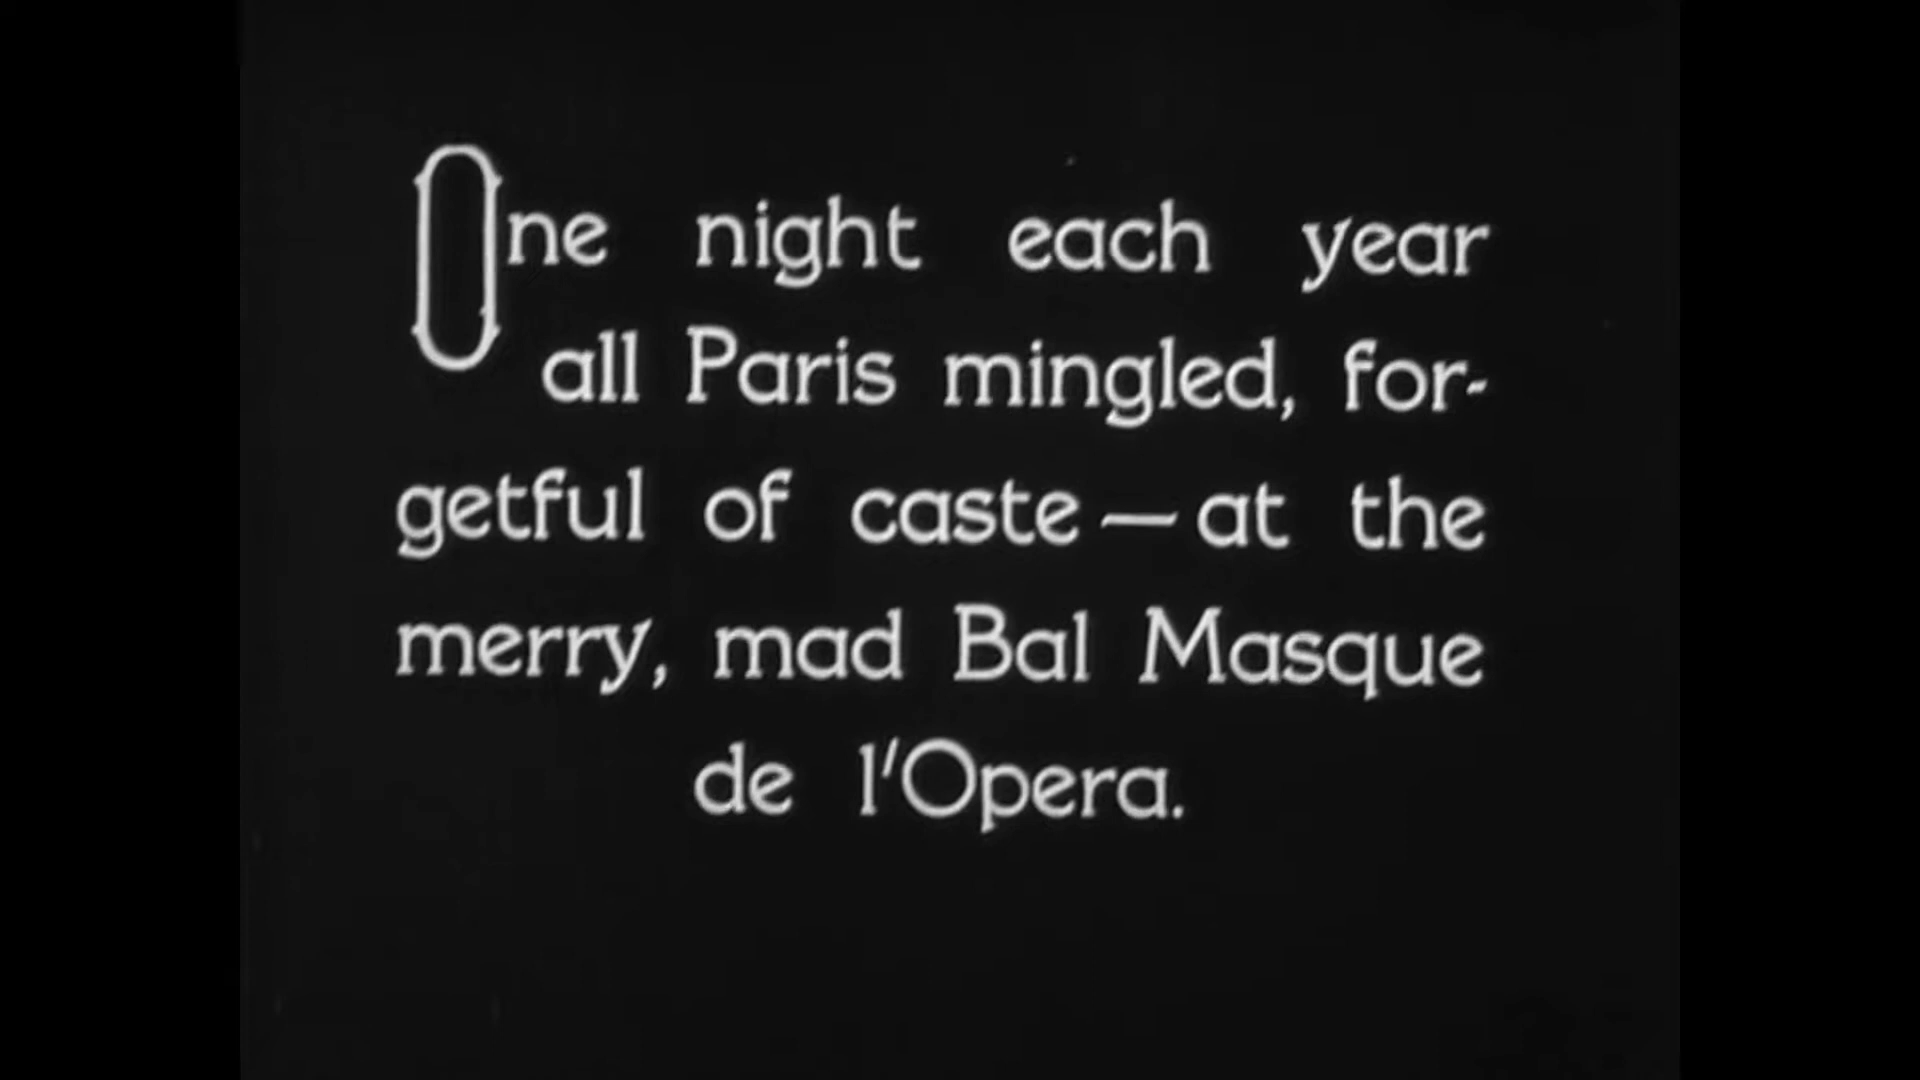 One night each year
all Paris mingled, for-
getful of caste — at the
merry, mad Bal Masque
de l'Opera.